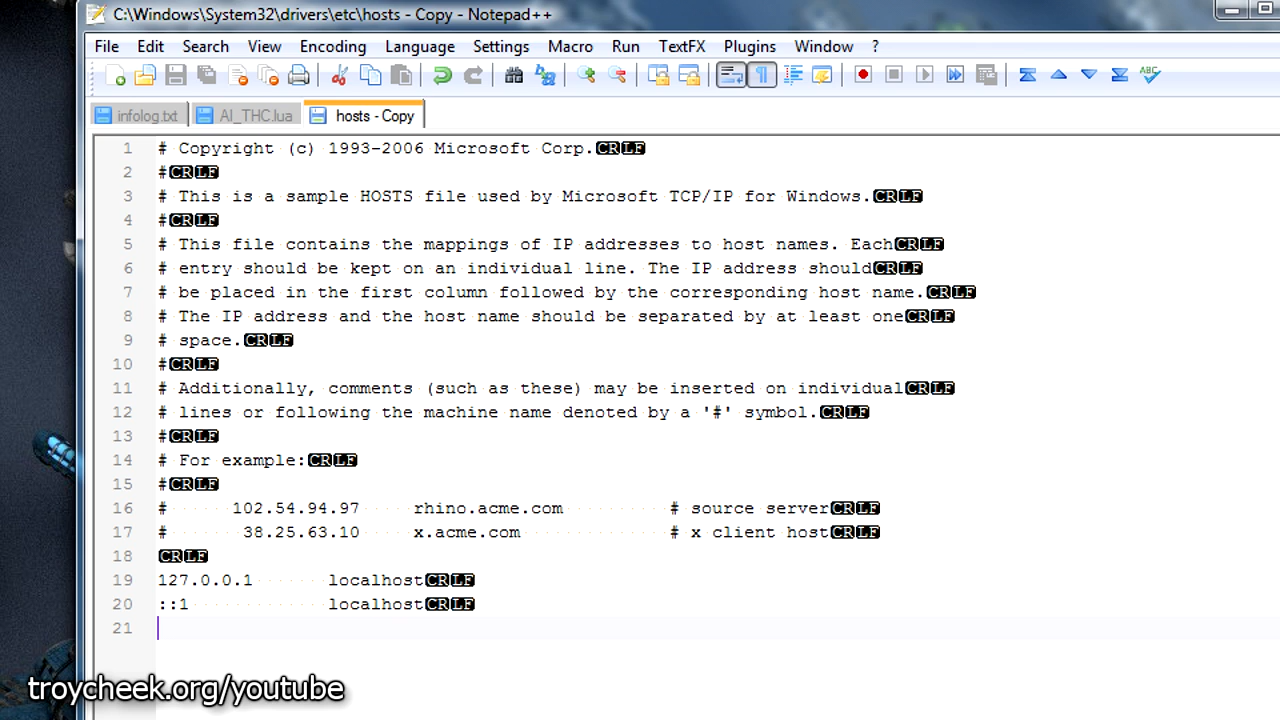 C:\Windows\System32\drivers\etc\hosts - Copy - Notepad++
File Edit Search View Encoding Language Settings Macro Run TextFX Plugins Window ?
ABC
infolog.txt AI_THC.lua hosts - Copy
1 # Copyright (c) 1993-2006 Microsoft Corp.CRLF
2 #CRLF
3 # This is a sample HOSTS file used by Microsoft TCP/IP for Windows.CRLF
4 #CRLF
5 # This file contains the mappings of IP addresses to host names. EachCRLF
6 # entry should be kept on an individual line. The IP address shouldCRLF
7 # be placed in the first column followed by the corresponding host name.CRLF
8 # The IP address and the host name should be separated by at least oneCRLF
9 # space.CRLF
10 #CRLF
11 # Additionally, comments (such as these) may be inserted on individualCRLF
12 # lines or following the machine name denoted by a '#' symbol.CRLF
13 #CRLF
14 # For example:CRLF
15 #CRLF
16 # 102.54.94.97 rhino.acme.com # source serverCRLF
17 # 38.25.63.10 x.acme.com # x client hostCRLF
18 CRLF
19 127.0.0.1 localhostCRLF
20 ::1 localhostCRLF
21
troycheek.org/youtube